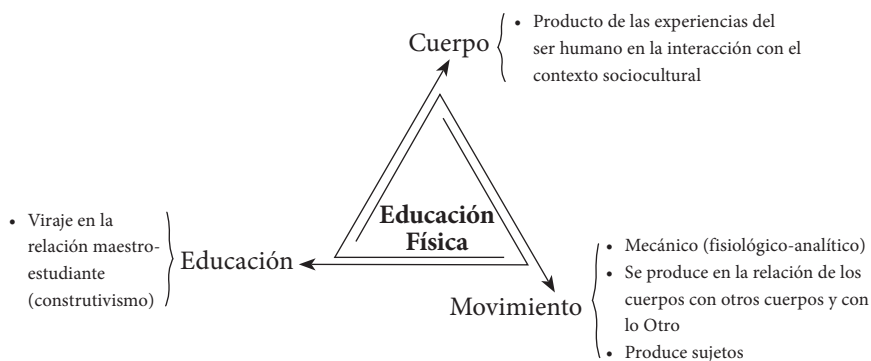 Cuerpo
• Producto de las experiencias del
ser humano en la interacción con el
contexto sociocultural
• Viraje en la
relación maestro-
estudiante
(construtivismo)
Educación
Educación
Física
Movimiento
• Mecánico (fisiológico-analítico)
• Se produce en la relación de los
cuerpos con otros cuerpos y con
lo Otro
• Produce sujetos